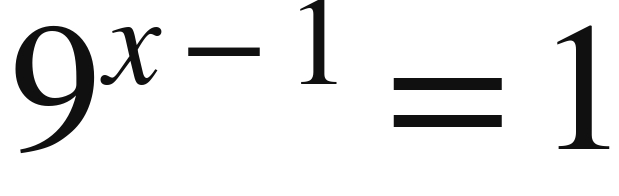 9^{x − 1} = 1